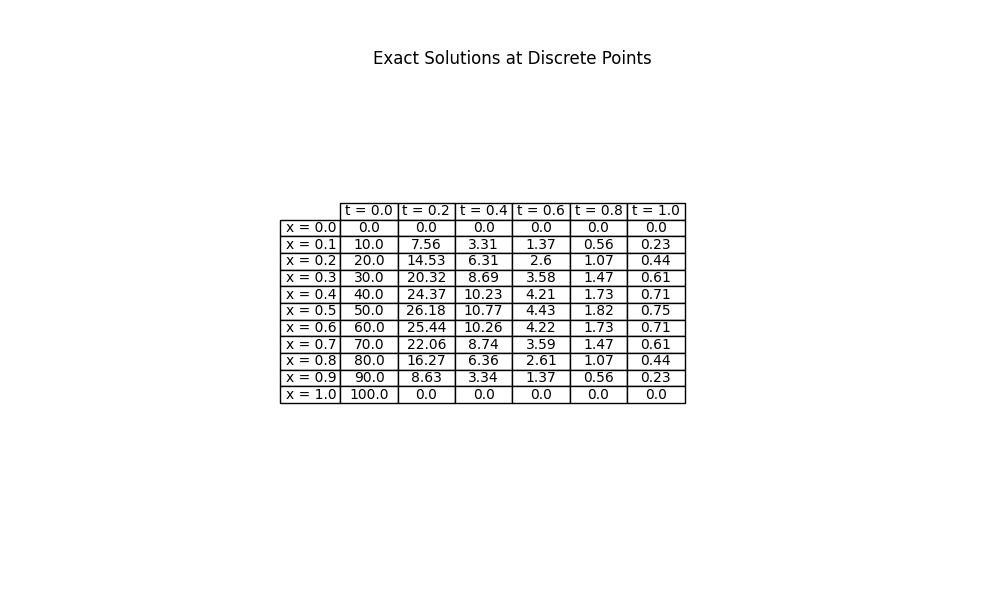 Exact Solutions at Discrete Points
t = 0.0 t = 0.2 t = 0.4 t = 0.6 t = 0.8 t = 1.0
x = 0.0 0.0 0.0 0.0 0.0 0.0 0.0
x = 0.1 10.0 7.56 3.31 1.37 0.56 0.23
x = 0.2 20.0 14.53 6.31 2.6 1.07 0.44
x = 0.3 30.0 20.32 8.69 3.58 1.47 0.61
x = 0.4 40.0 24.37 10.23 4.21 1.73 0.71
x = 0.5 50.0 26.18 10.77 4.43 1.82 0.75
x = 0.6 60.0 25.44 10.26 4.22 1.73 0.71
x = 0.7 70.0 22.06 8.74 3.59 1.47 0.61
x = 0.8 80.0 16.27 6.36 2.61 1.07 0.44
x = 0.9 90.0 8.63 3.34 1.37 0.56 0.23
x = 1.0 100.0 0.0 0.0 0.0 0.0 0.0